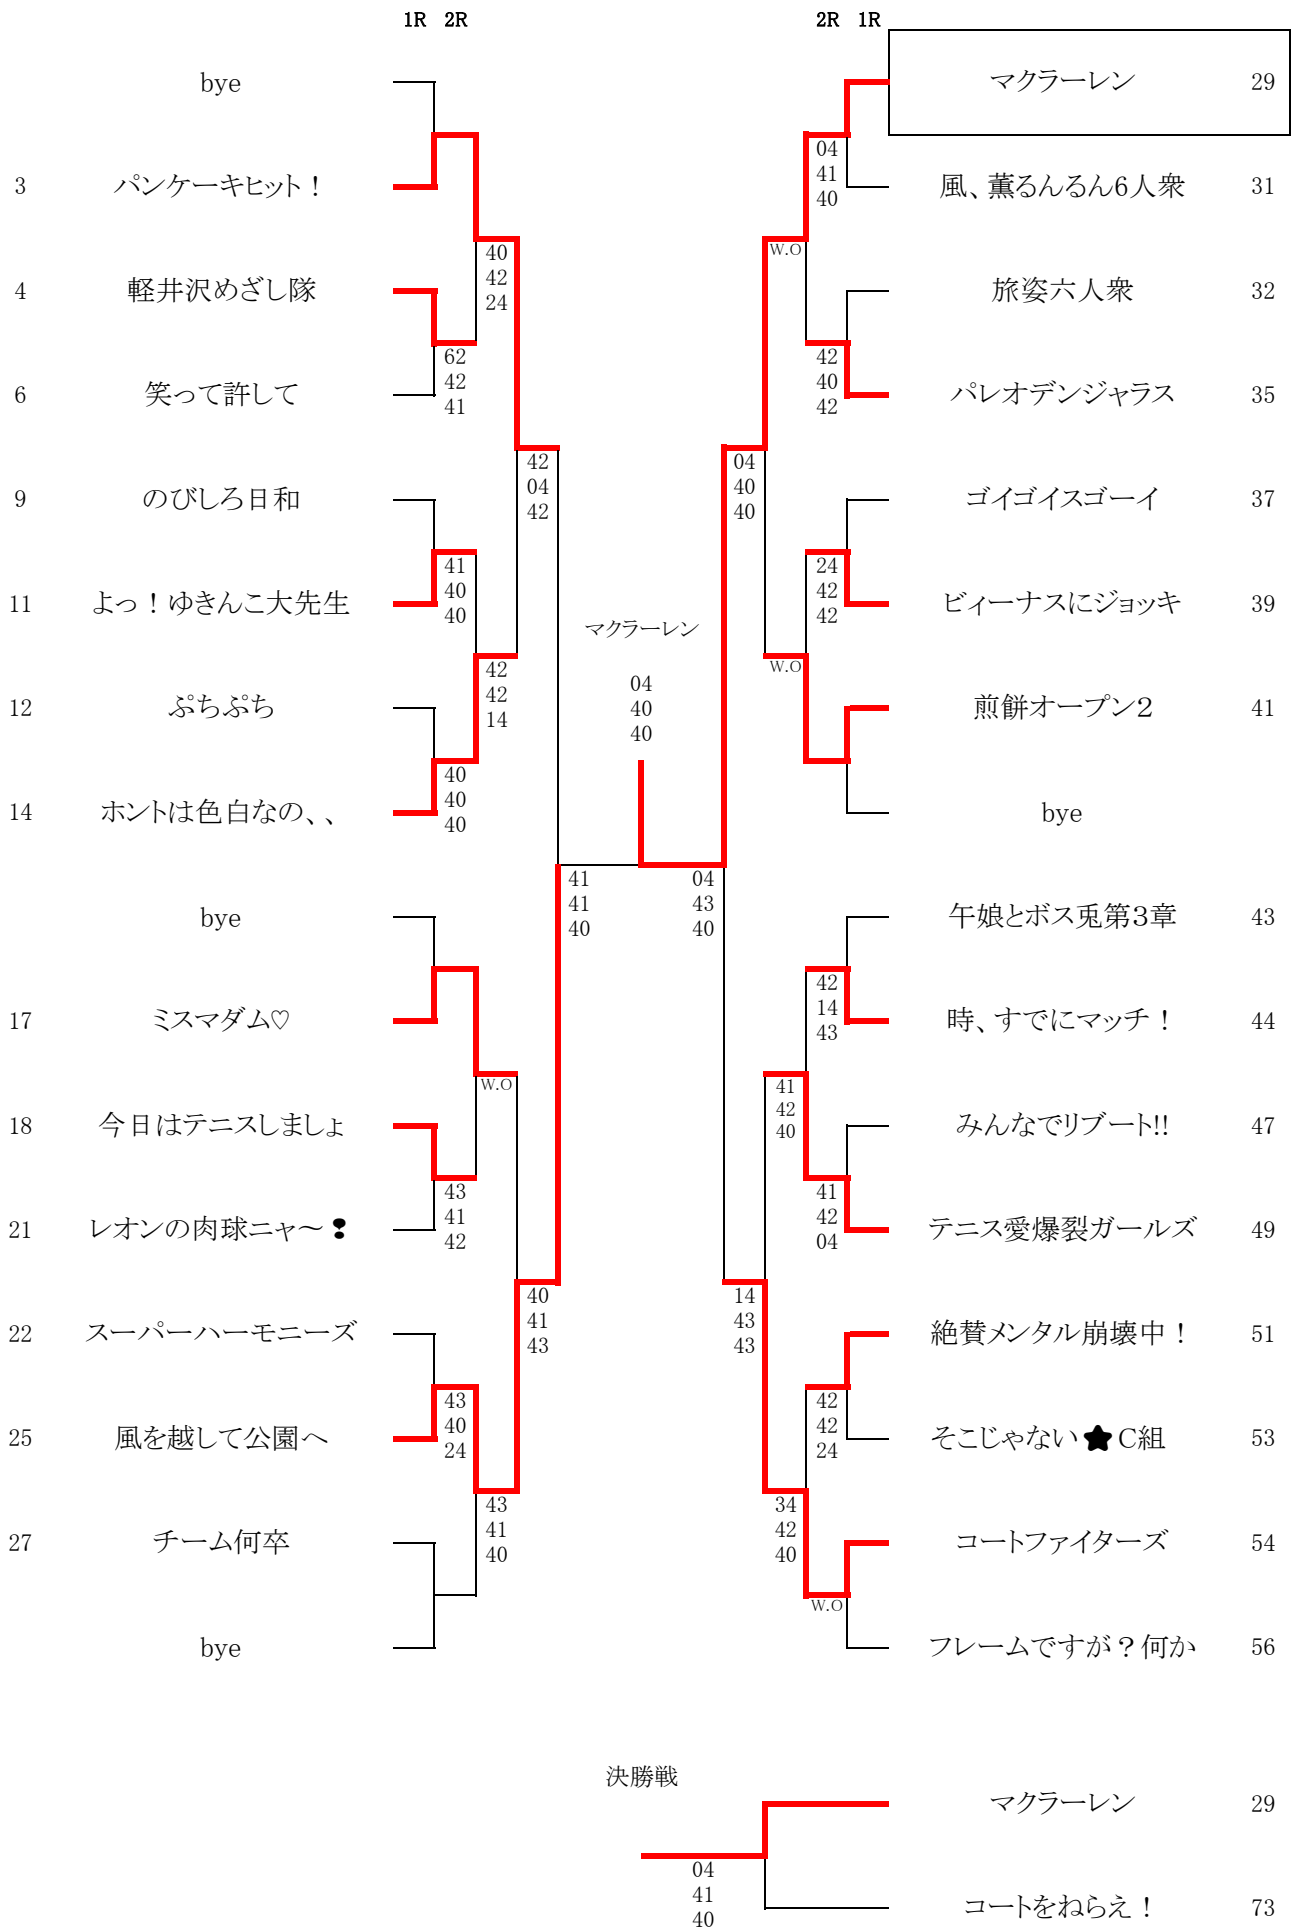 1R 2R 2R 1R
bye マクラーレン 29
04
41
40
3 パンケーキヒット！ 風、薫るんるん6人衆 31
40
42
24
W.O
4 軽井沢めざし隊 旅姿六人衆 32
62
42
41
42
40
42
6 笑って許して パレオデンジャラス 35
42
04
42
04
40
40
9 のびしろ日和 ゴイゴイスゴーイ 37
41
40
40
24
42
42
11 よっ！ゆきんこ大先生 ビィーナスにジョッキ 39
マクラーレン
04
40
40
42
42
14
W.O
12 ぷちぷち 煎餅オープン2 41
40
40
40
14 ホントは色白なの、、 bye
41
41
40
04
43
40
bye 午娘とボス兎第3章 43
42
14
43
17 ミスマダム♡ 時、すでにマッチ！ 44
W.O
41
42
40
18 今日はテニスしましょ みんなでリブート!! 47
43
41
42
41
42
04
21 レオンの肉球ニャ～❢ テニス愛爆裂ガールズ 49
40
41
43
14
43
43
22 スーパーハーモニーズ 絶賛メンタル崩壊中！ 51
43
40
24
42
42
24
25 風を越して公園へ そこじゃない★C組 53
43
41
40
34
42
40
27 チーム何卒 コートファイターズ 54
W.O
bye フレームですが？何か 56
決勝戦
マクラーレン 29
04
41
40
コートをねらえ！ 73